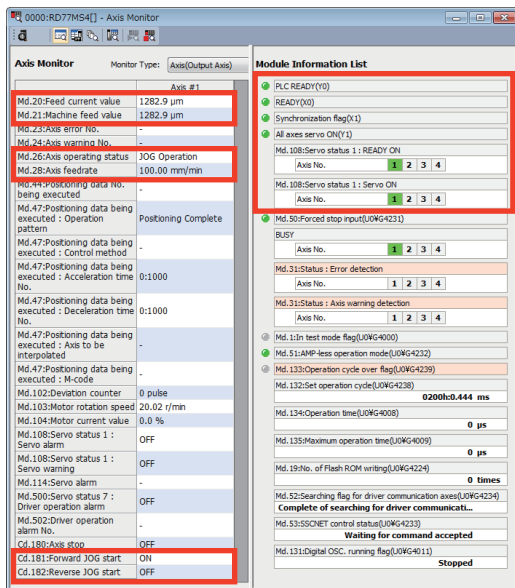 0000:RD77MS4[] - Axis Monitor
Axis Monitor
Monitor Type:
Axis(Output Axis)
Axis #1
Md.20:Feed current value 1282.9 µm
Md.21:Machine feed value 1282.9 µm
Md.23:Axis error No. -
Md.24:Axis warning No. -
Md.26:Axis operating status JOG Operation
Md.28:Axis feedrate 100.00 mm/min
Md.44:Positioning data No.
being executed -
Md.47:Positioning data being
executed : Operation
pattern Positioning Complete
Md.47:Positioning data being
executed : Control method -
Md.47:Positioning data being
executed : Acceleration time
No. 0:1000
Md.47:Positioning data being
executed : Deceleration time
No. 0:1000
Md.47:Positioning data being
executed : Axis to be
interpolated -
Md.47:Positioning data being
executed : M-code -
Md.102:Deviation counter 0 pulse
Md.103:Motor rotation speed 20.02 r/min
Md.104:Motor current value 0.0 %
Md.108:Servo status 1 :
Servo alarm OFF
Md.108:Servo status 1 :
Servo warning OFF
Md.114:Servo alarm -
Md.500:Servo status 7 :
Driver operation alarm OFF
Md.502:Driver operation
alarm No. -
Cd.180:Axis stop OFF
Cd.181:Forward JOG start ON
Cd.182:Reverse JOG start OFF
Module Information List
PLC READY(Y0)
READY(X0)
Synchronization flag(X1)
All axes servo ON(Y1)
Md.108:Servo status 1 : READY ON
Axis No. 1 2 3 4
Md.108:Servo status 1 : Servo ON
Axis No. 1 2 3 4
Md.50:Forced stop input(U0¥G4231)
BUSY
Axis No. 1 2 3 4
Md.31:Status : Error detection
Axis No. 1 2 3 4
Md.31:Status : Axis warning detection
Axis No. 1 2 3 4
Md.1:In test mode flag(U0¥G4000)
Md.51:AMP-less operation mode(U0¥G4232)
Md.133:Operation cycle over flag(U0¥G4239)
Md.132:Set operation cycle(U0¥G4238)
0200h:0.444 ms
Md.134:Operation time(U0¥G4008)
0 µs
Md.135:Maximum operation time(U0¥G4009)
0 µs
Md.19:No. of Flash ROM writing(U0¥G4224)
0 times
Md.52:Searching flag for driver communication axes(U0¥G4234)
Complete of searching for driver communicati...
Md.53:SSCNET control status(U0¥G4233)
Waiting for command accepted
Md.131:Digital OSC. running flag(U0¥G4011)
Stopped